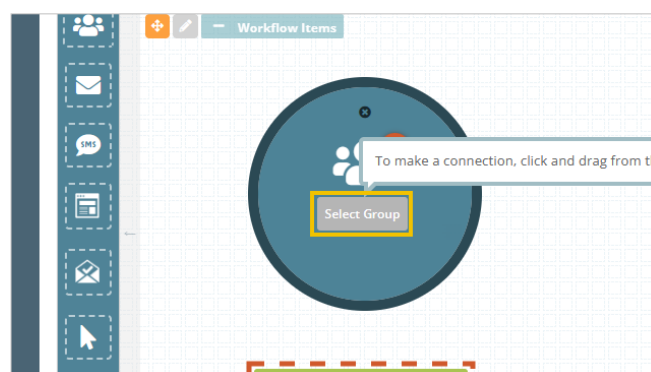 Workflow Items
SMS
To make a connection, click and drag from
Select Group